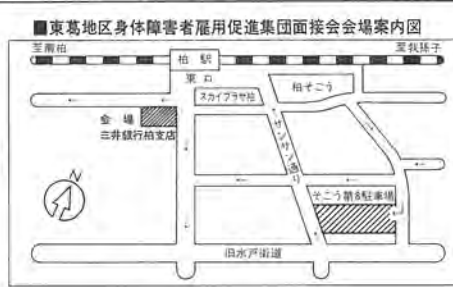 ■東葛地区身体障害者雇用促進集団面接会会場案内図
至南柏
柏駅
至我孫子
東口
スカイプラザ柏
柏そごう
会場
三井銀行柏支店
サンサン通り
そごう第8駐車場
旧水戸街道
N